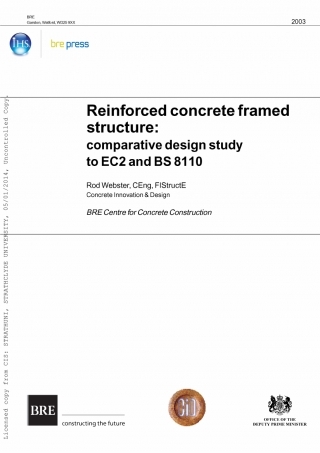 BRE
Garston, Watford, WD25 9XX
2003
IHS
bre press
Reinforced concrete framed
structure:
comparative design study
to EC2 and BS 8110
Rod Webster, CEng, FIStructE
Concrete Innovation & Design
BRE Centre for Concrete Construction
Licensed copy from CIS: STRATHUNI, STRATHCLYDE UNIVERSITY, 05/01/2014, Uncontrolled Copy.
BRE
constructing the future
OFFICE OF THE
DEPUTY PRIME MINISTER